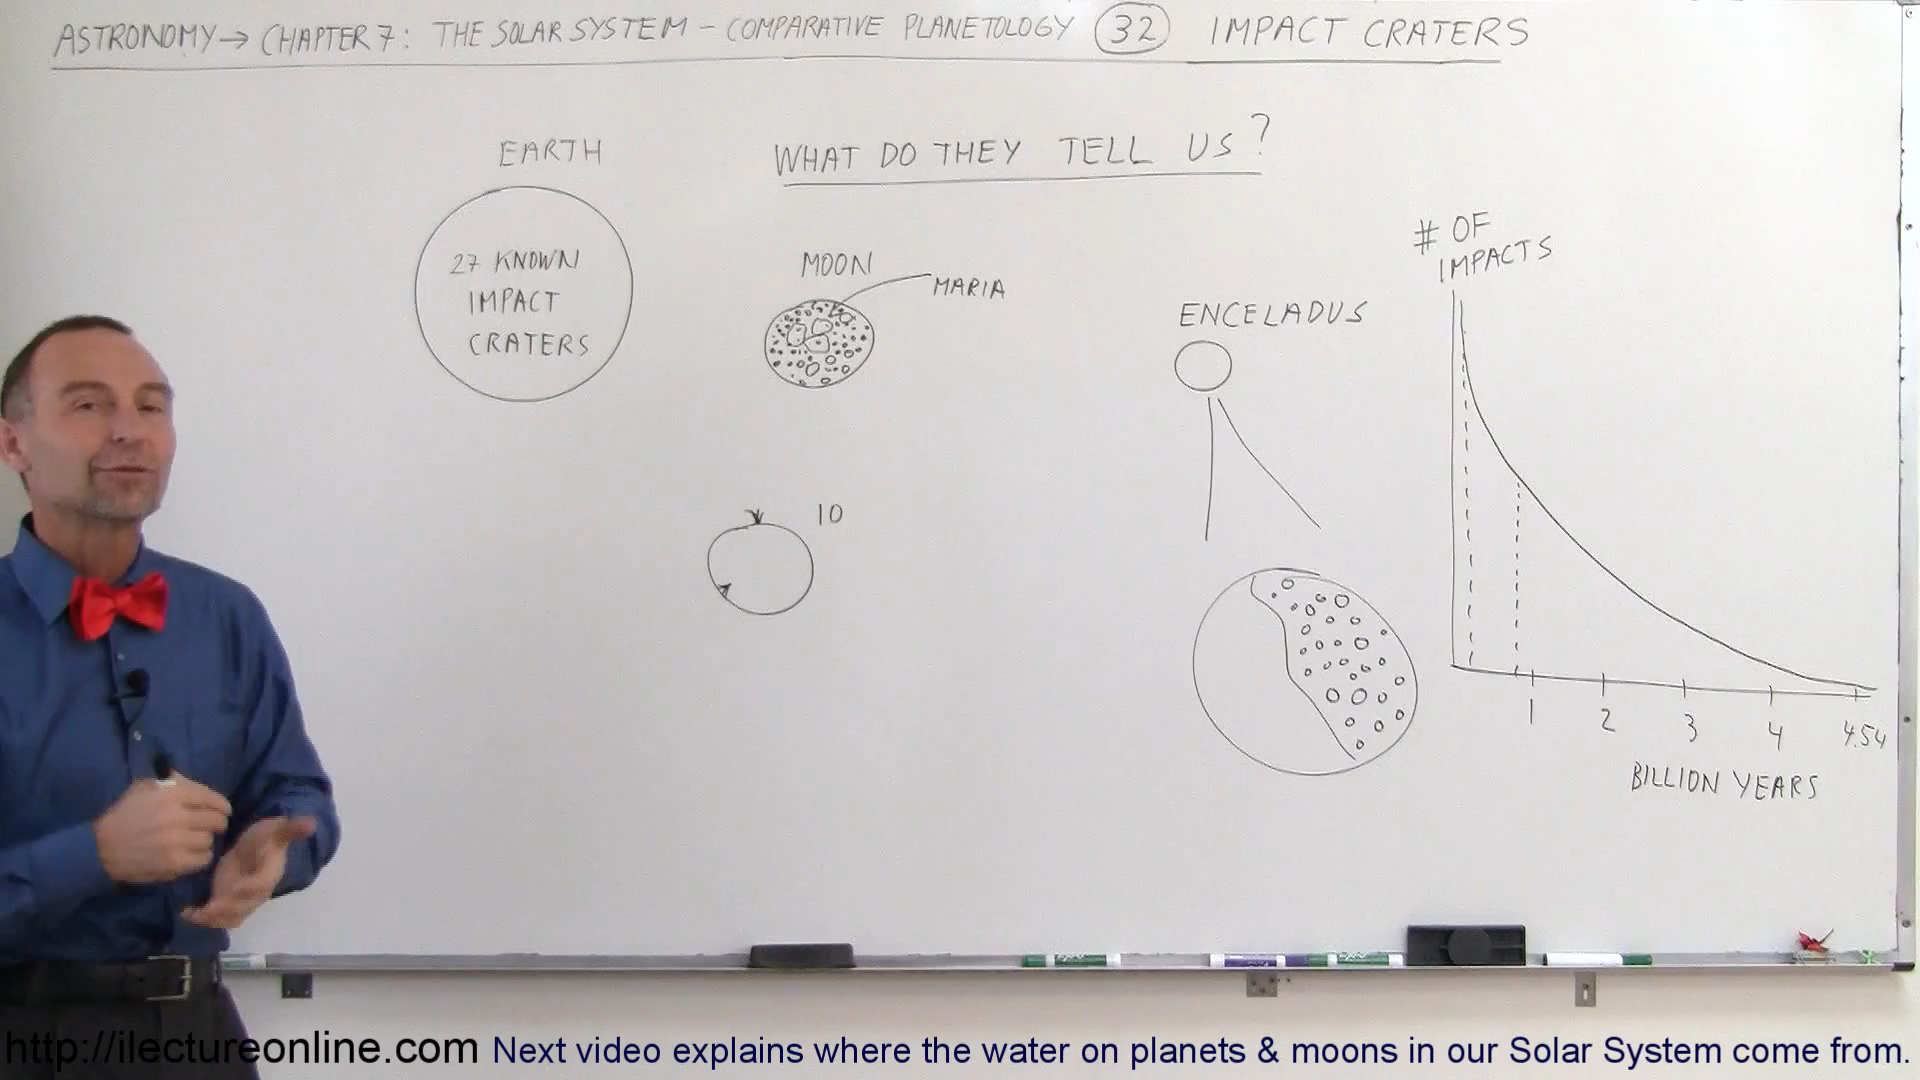 ASTRONOMY → CHAPTER 7: THE SOLAR SYSTEM – COMPARATIVE PLANETOLOGY 32 IMPACT CRATERS
WHAT DO THEY TELL US?
EARTH
27 KNOWN
IMPACT
CRATERS
MOON
MARIA
10
ENCELADUS
# OF
IMPACTS
1 2 3 4 4.54
BILLION YEARS
http://ilectureonline.com Next video explains where the water on planets & moons in our Solar System come from.